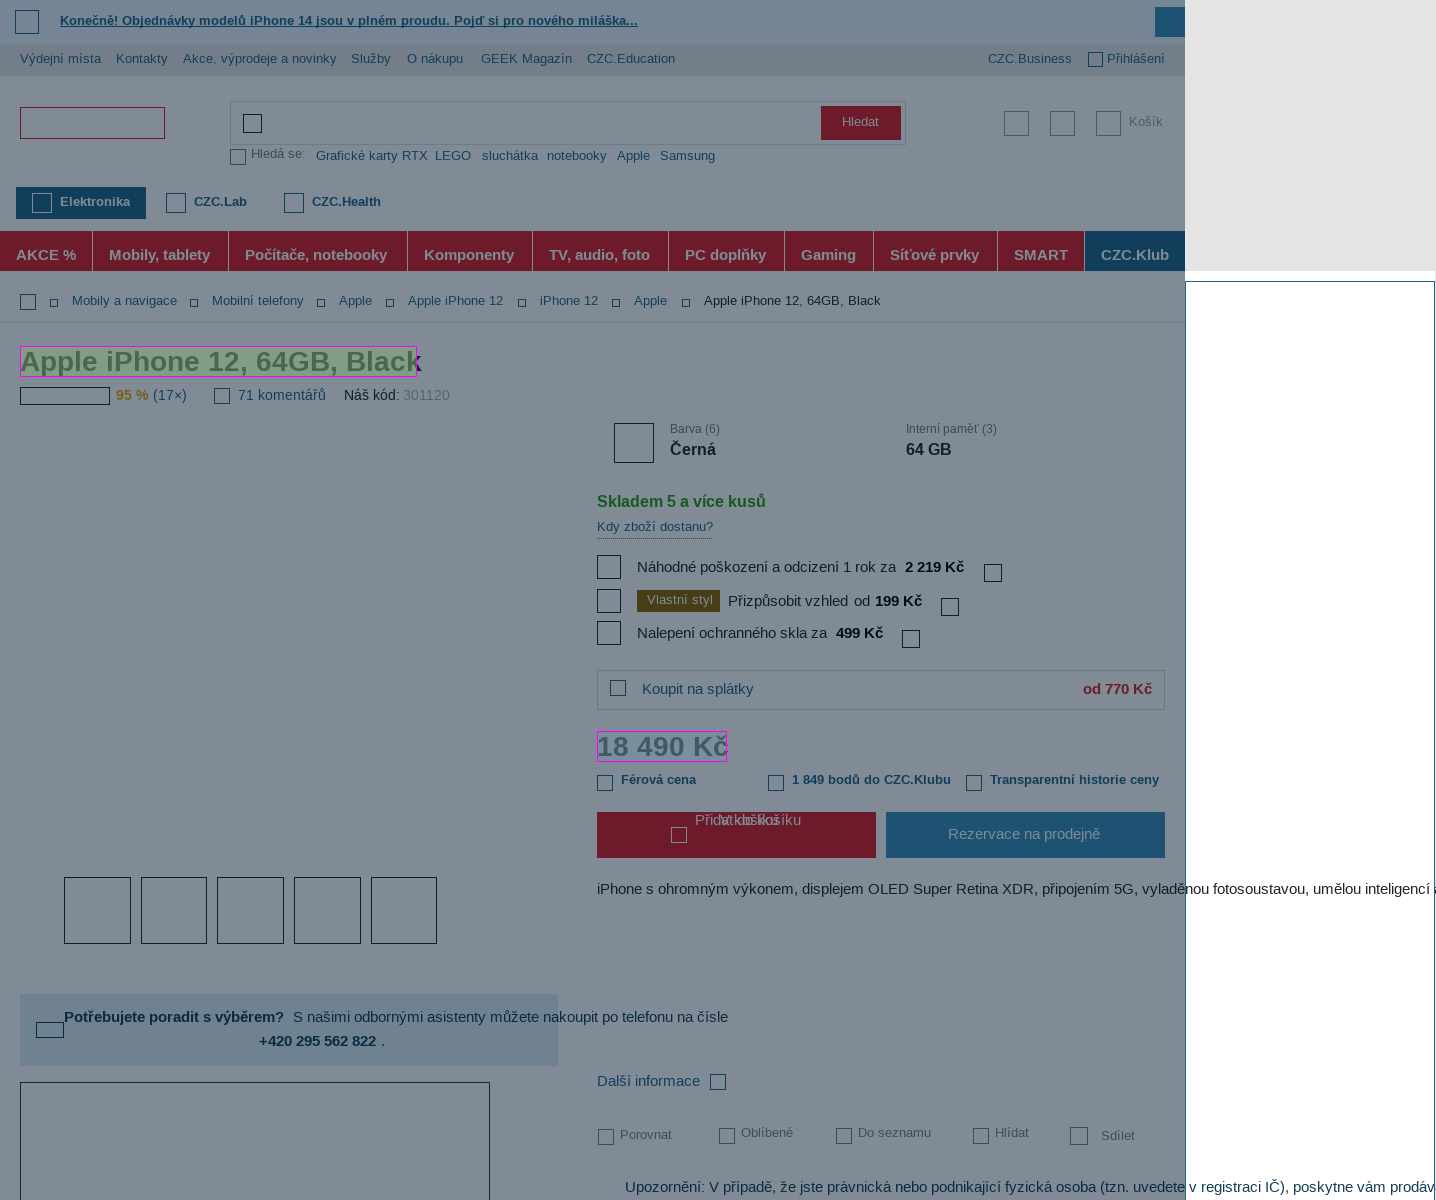 Konečně! Objednávky modelů iPhone 14 jsou v plném proudu. Pojď si pro nového miláška...
Výdejní místa Kontakty Akce, výprodeje a novinky Služby O nákupu GEEK Magazín CZC.Education CZC.Business Přihlášení
Hledat Košík
Hledá se: Grafické karty RTX LEGO sluchátka notebooky Apple Samsung
Elektronika CZC.Lab CZC.Health
AKCE % Mobily, tablety Počítače, notebooky Komponenty TV, audio, foto PC doplňky Gaming Síťové prvky SMART CZC.Klub
Mobily a navigace Mobilní telefony Apple Apple iPhone 12 iPhone 12 Apple Apple iPhone 12, 64GB, Black
Apple iPhone 12, 64GB, Black
95 % (17×) 71 komentářů Náš kód: 301120
Barva (6) Interní paměť (3)
Černá 64 GB
Skladem 5 a více kusů
Kdy zboží dostanu?
Náhodné poškození a odcizení 1 rok za 2 219 Kč
Vlastní styl Přizpůsobit vzhled od 199 Kč
Nalepení ochranného skla za 499 Kč
Koupit na splátky od 770 Kč
18 490 Kč
Férová cena 1 849 bodů do CZC.Klubu Transparentní historie ceny
Přidat do košíku V košíku Rezervace na prodejně
iPhone s ohromným výkonem, displejem OLED Super Retina XDR, připojením 5G, vyladěnou fotosoustavou, umělou inteligencí s
Potřebujete poradit s výběrem? S našimi odbornými asistenty můžete nakoupit po telefonu na čísle
+420 295 562 822 .
Další informace
Porovnat Oblíbené Do seznamu Hlídat Sdílet
Upozornění: V případě, že jste právnická nebo podnikající fyzická osoba (tzn. uvedete v registraci IČ), poskytne vám prodáv